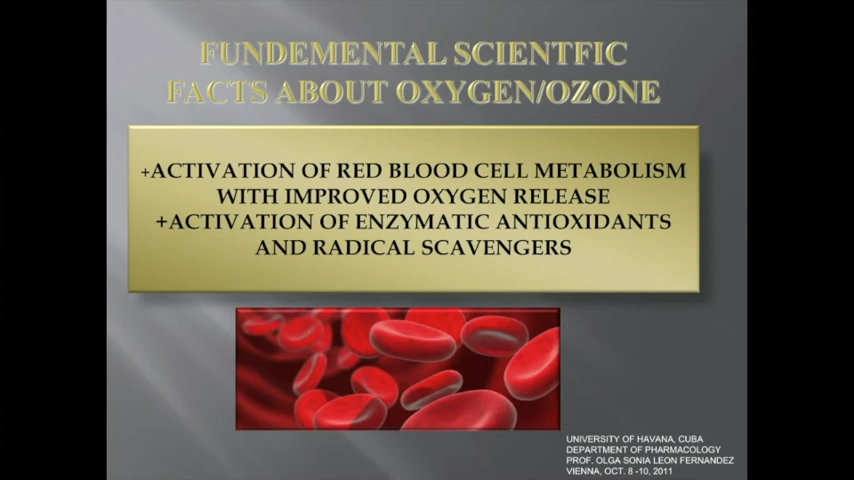 FUNDEMENTAL SCIENTFIC
FACTS ABOUT OXYGEN/OZONE
+ACTIVATION OF RED BLOOD CELL METABOLISM
WITH IMPROVED OXYGEN RELEASE
+ACTIVATION OF ENZYMATIC ANTIOXIDANTS
AND RADICAL SCAVENGERS
UNIVERSITY OF HAVANA, CUBA
DEPARTMENT OF PHARMACOLOGY
PROF. OLGA SONIA LEON FERNANDEZ
VIENNA, OCT. 8 -10, 2011